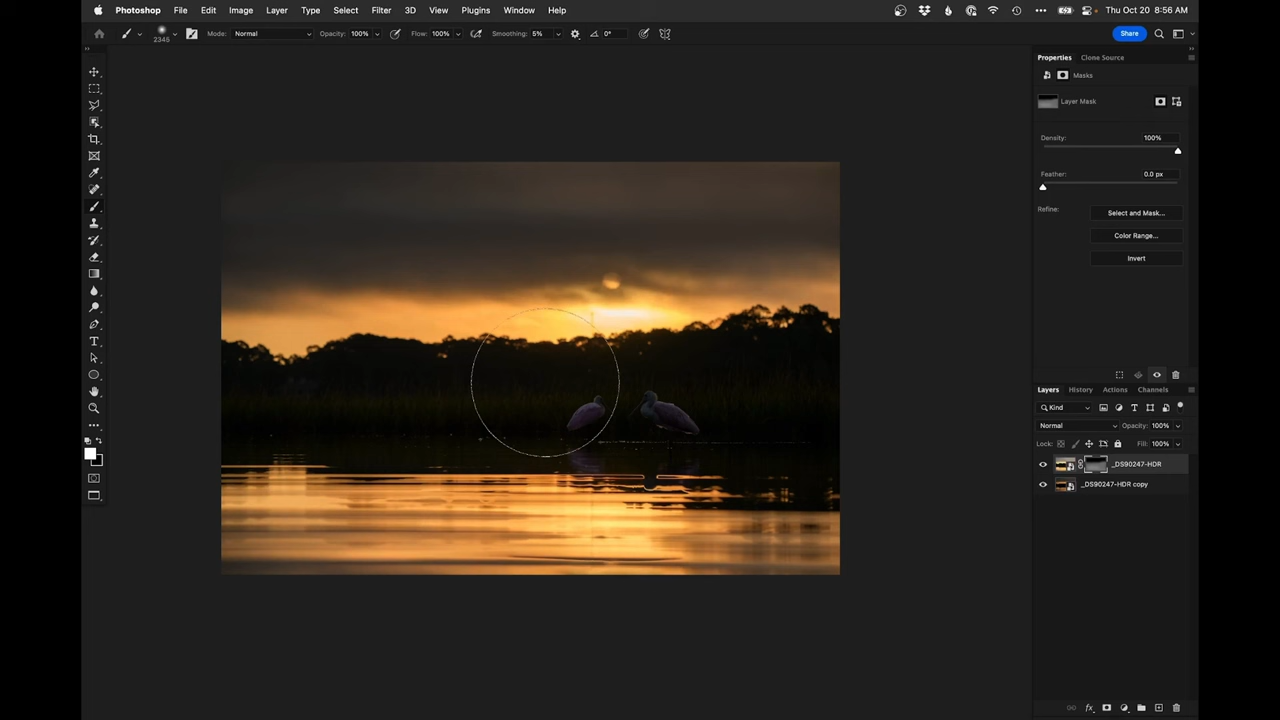 Photoshop File Edit Image Layer Type Select Filter 3D View Plugins Window Help Thu Oct 20 8:56 AM
2345 Mode: Normal Opacity: 100% Flow: 100% Smoothing: 5% 0° Share
Properties Clone Source
Masks
Layer Mask
Density: 100%
Feather: 0.0 px
Refine: Select and Mask...
Color Range...
Invert
Layers History Actions Channels
Kind
Normal Opacity: 100%
Lock: Fill: 100%
_DS90247-HDR
_DS90247-HDR copy